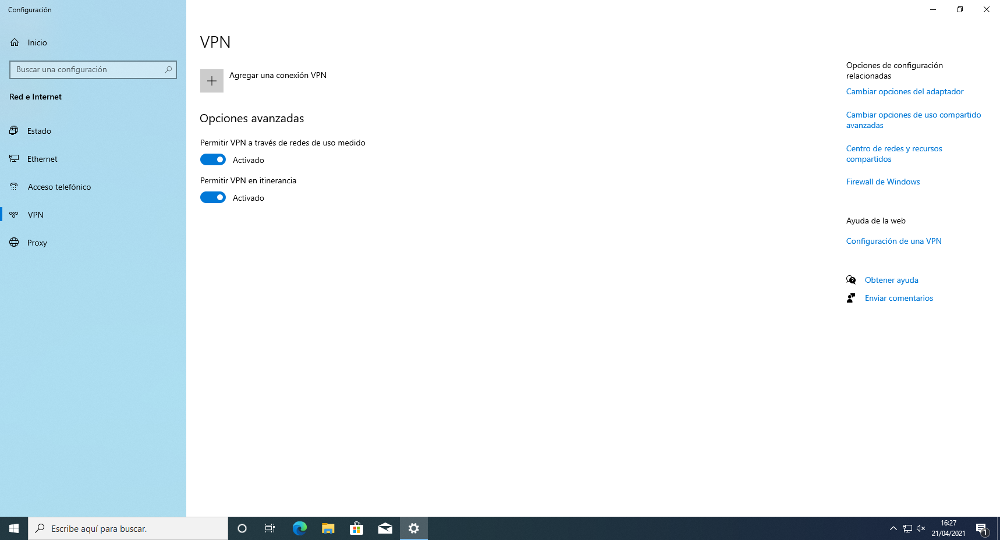 Configuración
Inicio
Buscar una configuración
Red e Internet
Estado
Ethernet
Acceso telefónico
VPN
Proxy
VPN
Agregar una conexión VPN
Opciones avanzadas
Permitir VPN a través de redes de uso medido
Activado
Permitir VPN en itinerancia
Activado
Opciones de configuración
relacionadas
Cambiar opciones del adaptador
Cambiar opciones de uso compartido
avanzadas
Centro de redes y recursos
compartidos
Firewall de Windows
Ayuda de la web
Configuración de una VPN
Obtener ayuda
Enviar comentarios
Escribe aquí para buscar.
16:27
21/04/2021
1